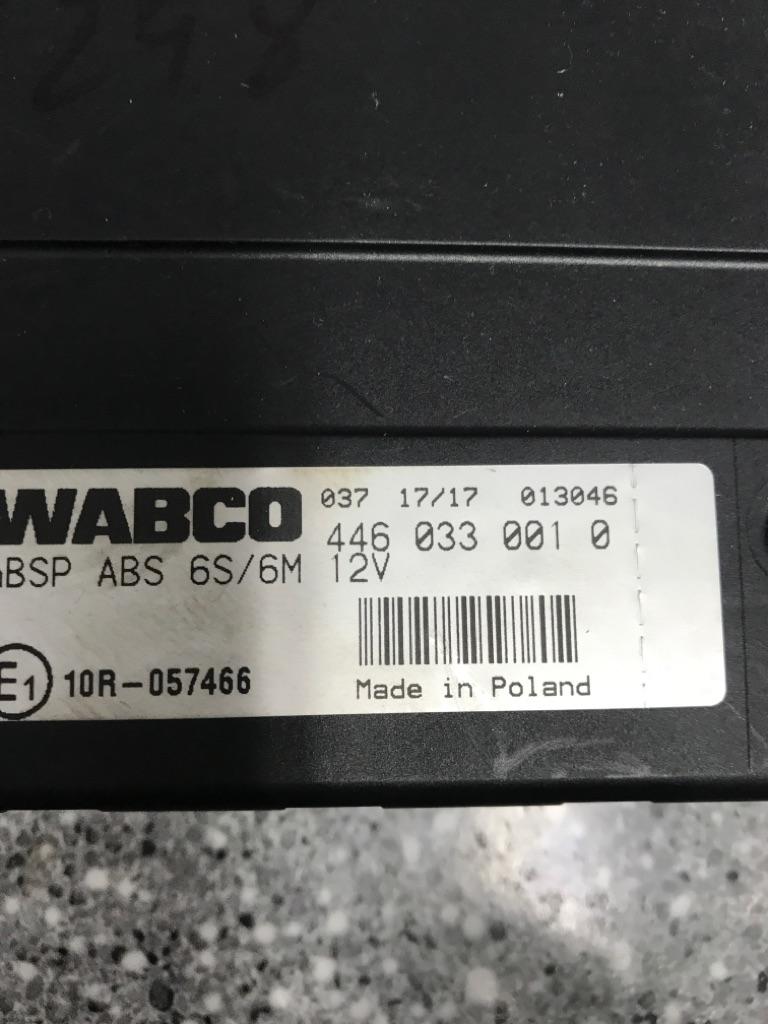 248
WABCO 037 17/17 013046
446 033 001 0
BSP ABS 6S/6M 12V
E1 10R-057466
Made in Poland